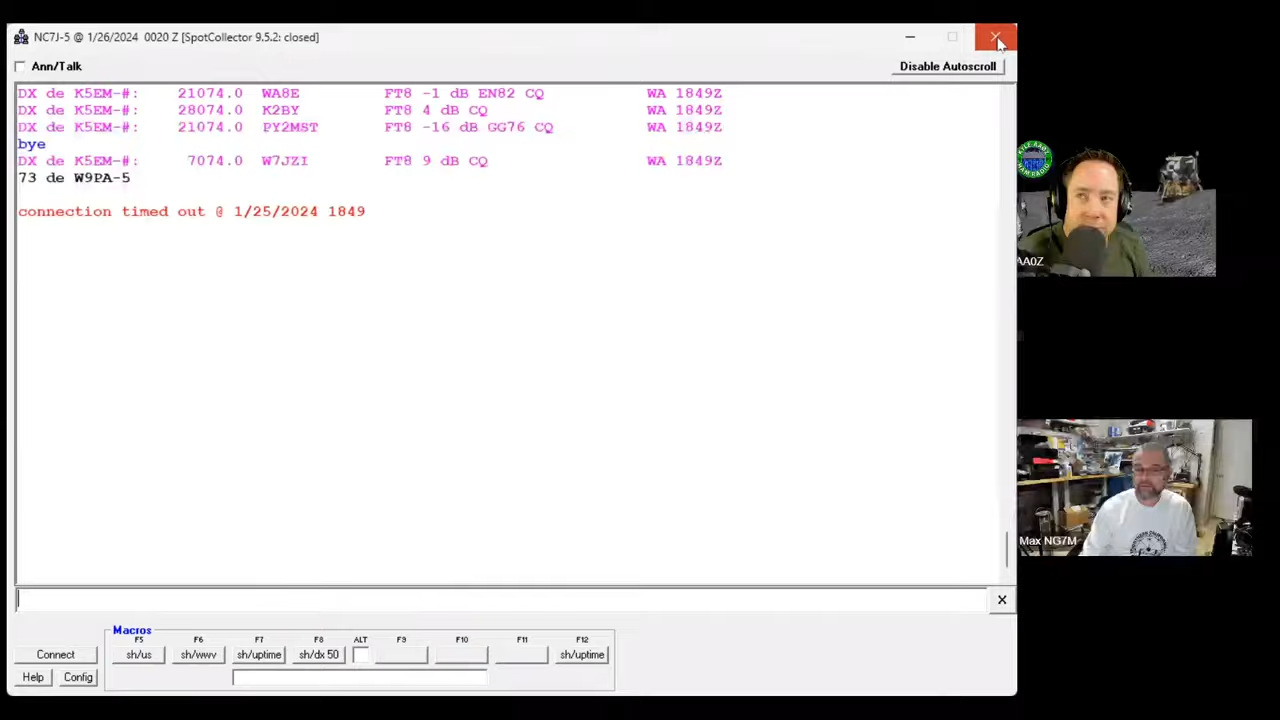 NC7J-5 @ 1/26/2024 0020 Z [SpotCollector 9.5.2: closed]
Ann/Talk
Disable Autoscroll
DX de K5EM-#: 21074.0 WA8E FT8 -1 dB EN82 CQ WA 1849Z
DX de K5EM-#: 28074.0 K2BY FT8 4 dB CQ WA 1849Z
DX de K5EM-#: 21074.0 PY2MST FT8 -16 dB GG76 CQ WA 1849Z
bye
DX de K5EM-#: 7074.0 W7JZI FT8 9 dB CQ WA 1849Z
73 de W9PA-5
connection timed out @ 1/25/2024 1849
KYLE AA0Z
HAM RADIO
AA0Z
Max NG7M
X
Macros
F5 F6 F7 F8 ALT F9 F10 F11 F12
Connect sh/us sh/wwv sh/uptime sh/dx 50 sh/uptime
Help Config